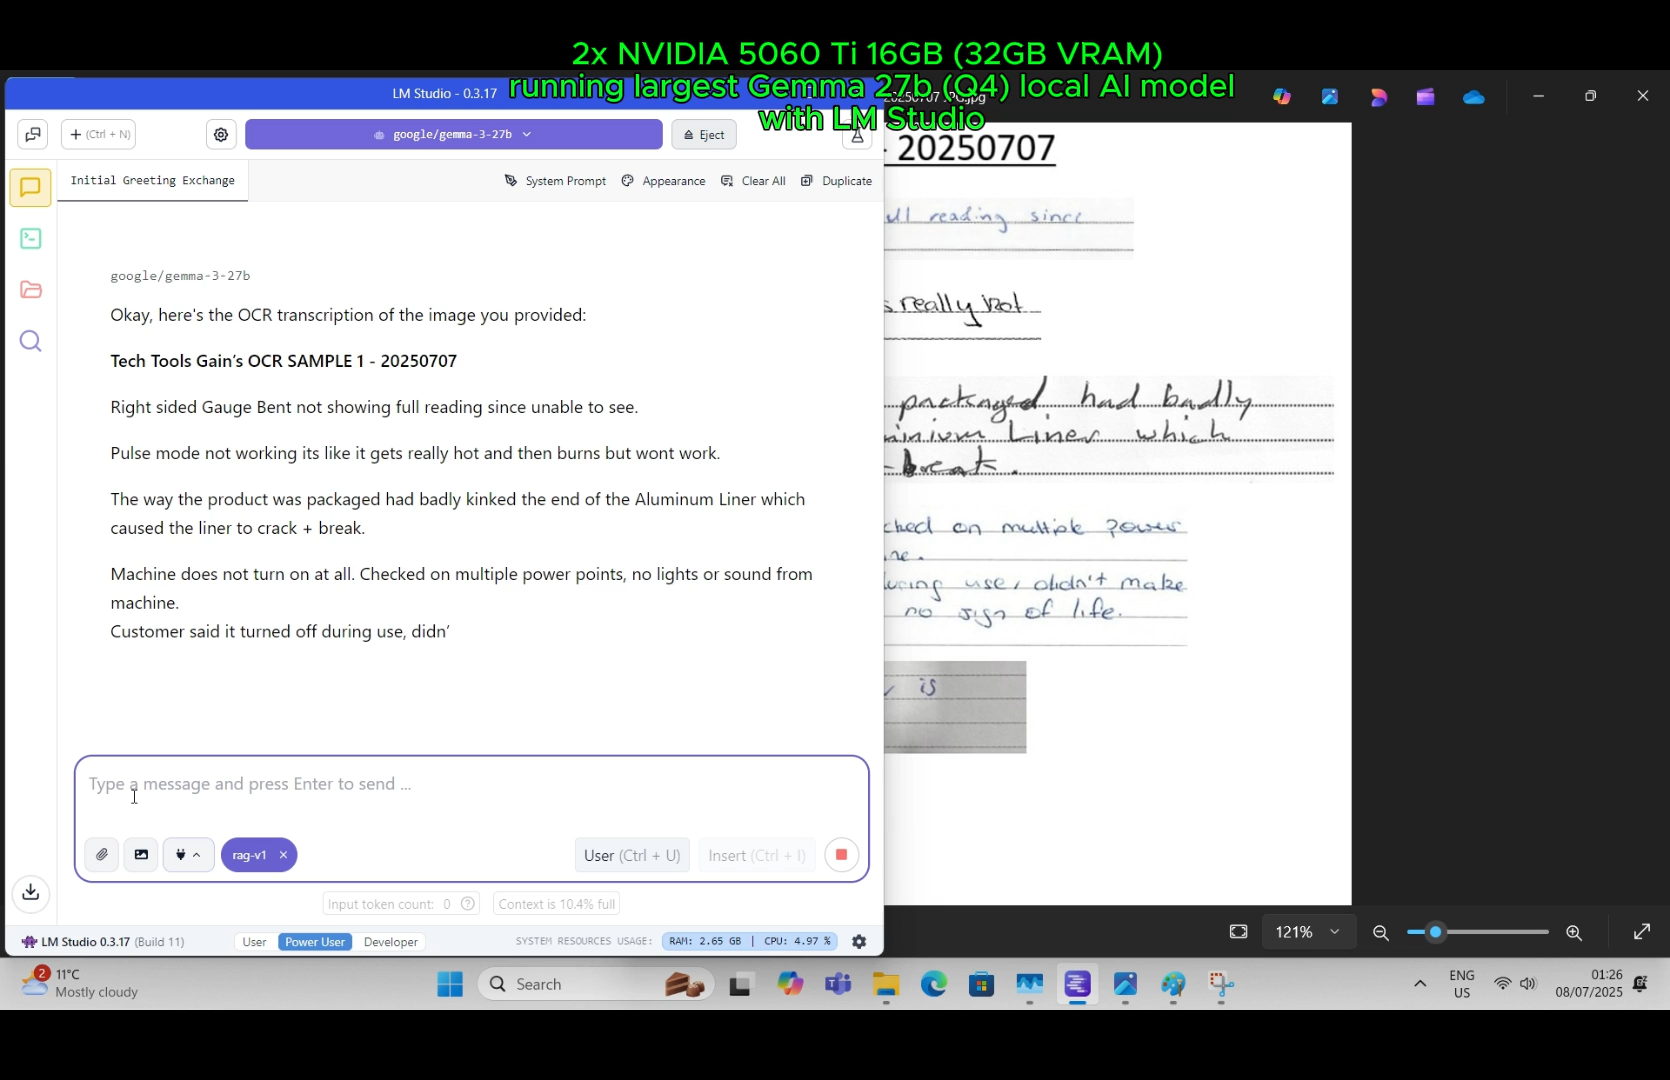 2x NVIDIA 5060 Ti 16GB (32GB VRAM)
running largest Gemma 27b (Q4) local AI model
with LM Studio
LM Studio - 0.3.17
(Ctrl + N)
google/gemma-3-27b
Eject
Initial Greeting Exchange
System Prompt
Appearance
Clear All
Duplicate
google/gemma-3-27b
Okay, here's the OCR transcription of the image you provided:
Tech Tools Gain's OCR SAMPLE 1 - 20250707
Right sided Gauge Bent not showing full reading since unable to see.
Pulse mode not working its like it gets really hot and then burns but wont work.
The way the product was packaged had badly kinked the end of the Aluminum Liner which
caused the liner to crack + break.
Machine does not turn on at all. Checked on multiple power points, no lights or sound from
machine.
Customer said it turned off during use, didn'
Type a message and press Enter to send ...
rag-v1
User (Ctrl + U)
Insert (Ctrl + I)
Input token count: 0
Context is 10.4% full
LM Studio 0.3.17 (Build 11)
User
Power User
Developer
SYSTEM RESOURCES USAGE:
RAM: 2.65 GB | CPU: 4.97 %
- 20250707
ull reading since
s really hot
packaged had badly
minium Liner which
break.
cked on multiple power
ne.
during use, didn't make
no sign of life.
is
121%
2
11°C
Mostly cloudy
Search
ENG
US
01:26
08/07/2025